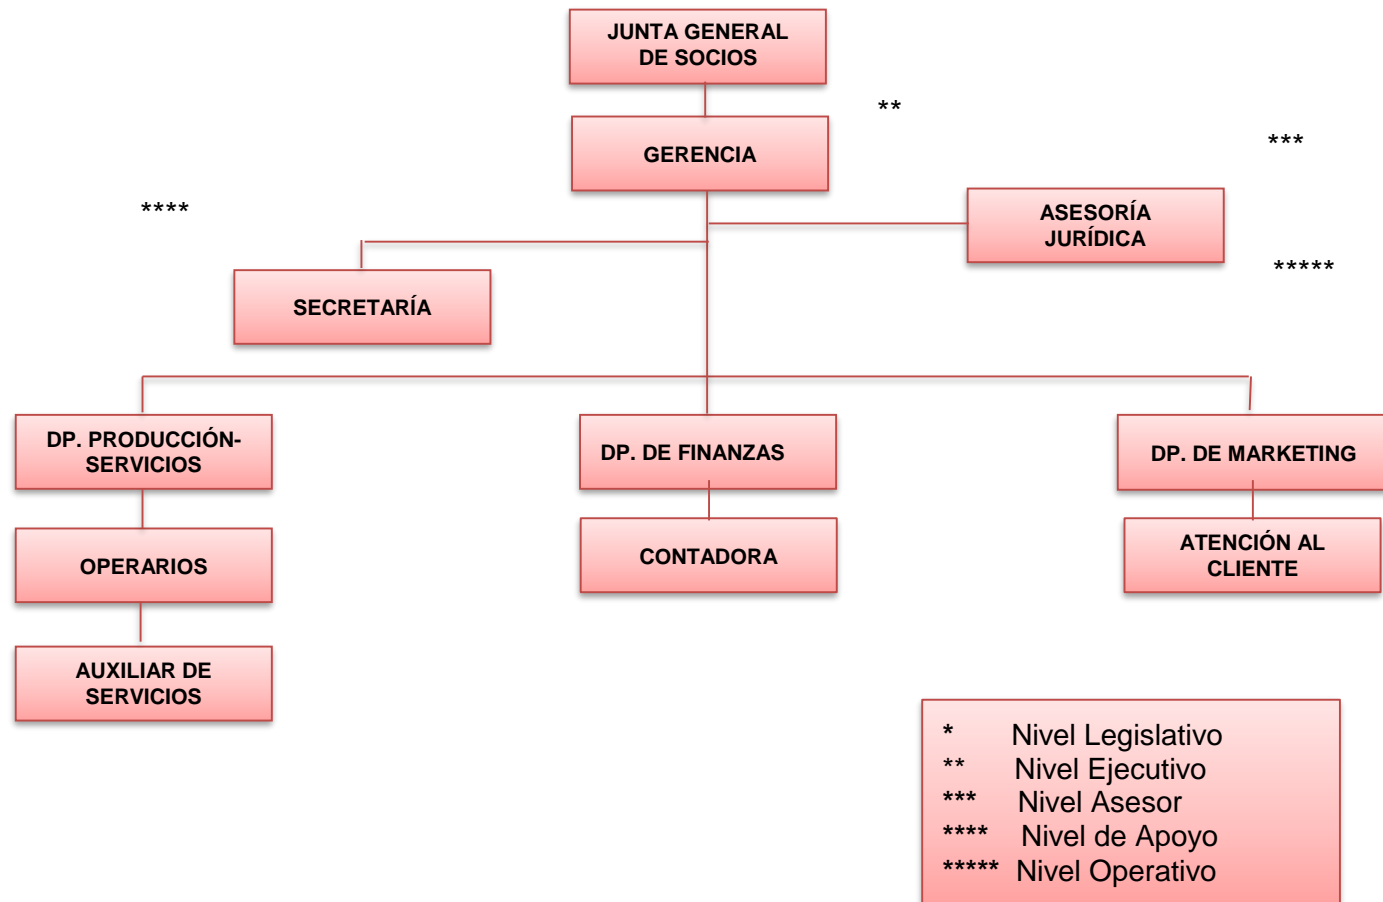 JUNTA GENERAL
DE SOCIOS
**
GERENCIA
***
****
ASESORÍA
JURÍDICA
*****
SECRETARÍA
DP. PRODUCCIÓN-
SERVICIOS
DP. DE FINANZAS
DP. DE MARKETING
OPERARIOS
CONTADORA
ATENCIÓN AL
CLIENTE
AUXILIAR DE
SERVICIOS
* Nivel Legislativo
** Nivel Ejecutivo
*** Nivel Asesor
**** Nivel de Apoyo
***** Nivel Operativo